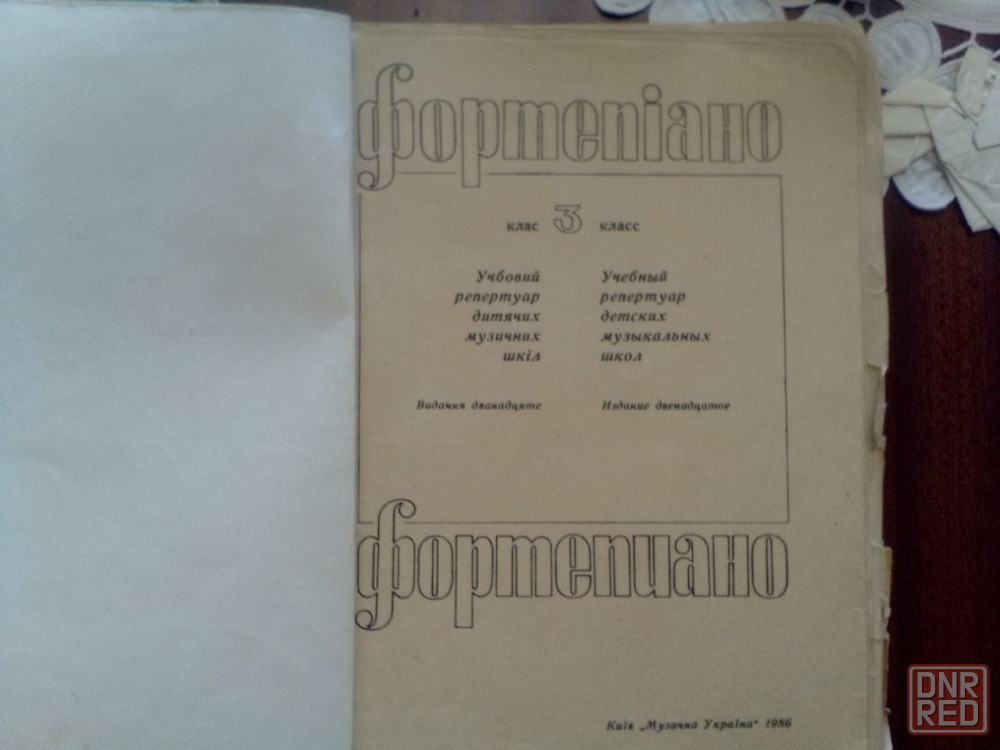 фортепіано
клас 3 класс
Учбовий
репертуар
дитячих
музичних
шкіл
Учебный
репертуар
детских
музыкальных
школ
Видання дванадцяте
Издание двенадцатое
фортепиано
Київ „Музична Україна“ 1986
DNR
RED